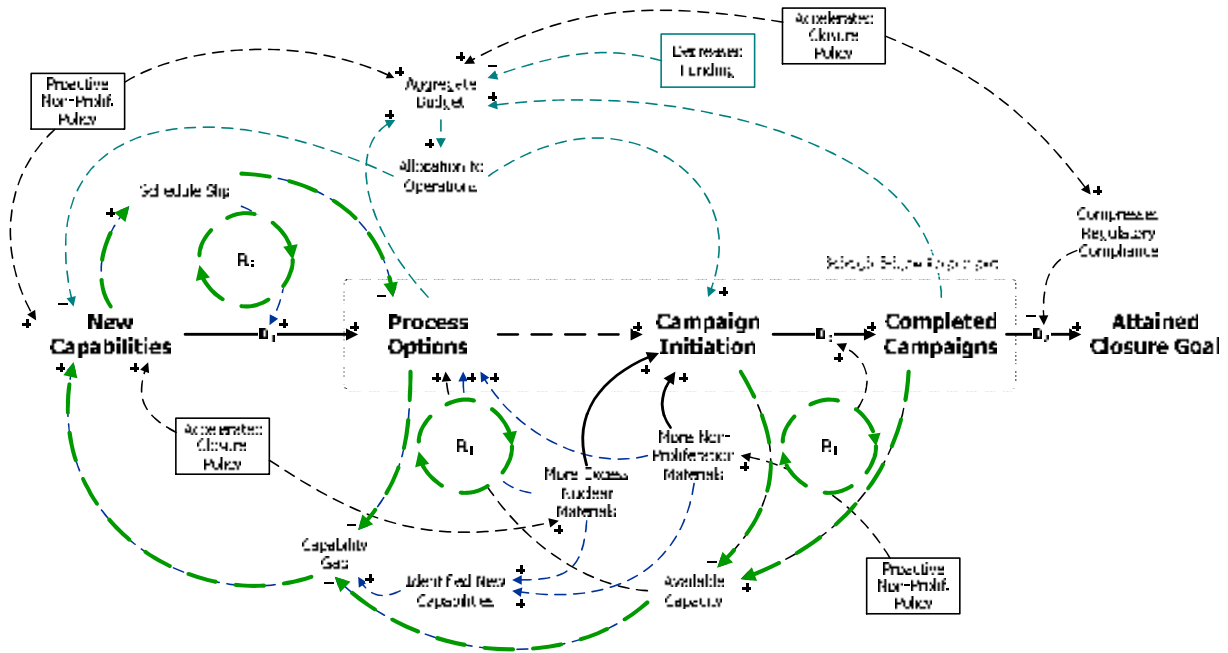 Accelerated
Closure
Policy
Decreased
Funding
Proactive
Non-Prolif.
Policy
Aggregate
Budget
Allocation to
Operations
Schedule Slip
Compressed
Regulatory
Compliance
New
Capabilities
Process
Options
Campaign
Initiation
Completed
Campaigns
Attained
Closure Goal
Accelerated
Closure
Policy
More Non-
Proliferation
Materials
More Excess
Nuclear
Materials
Capability
Gap
Identified New
Capabilities
Available
Capacity
Proactive
Non-Prolif.
Policy